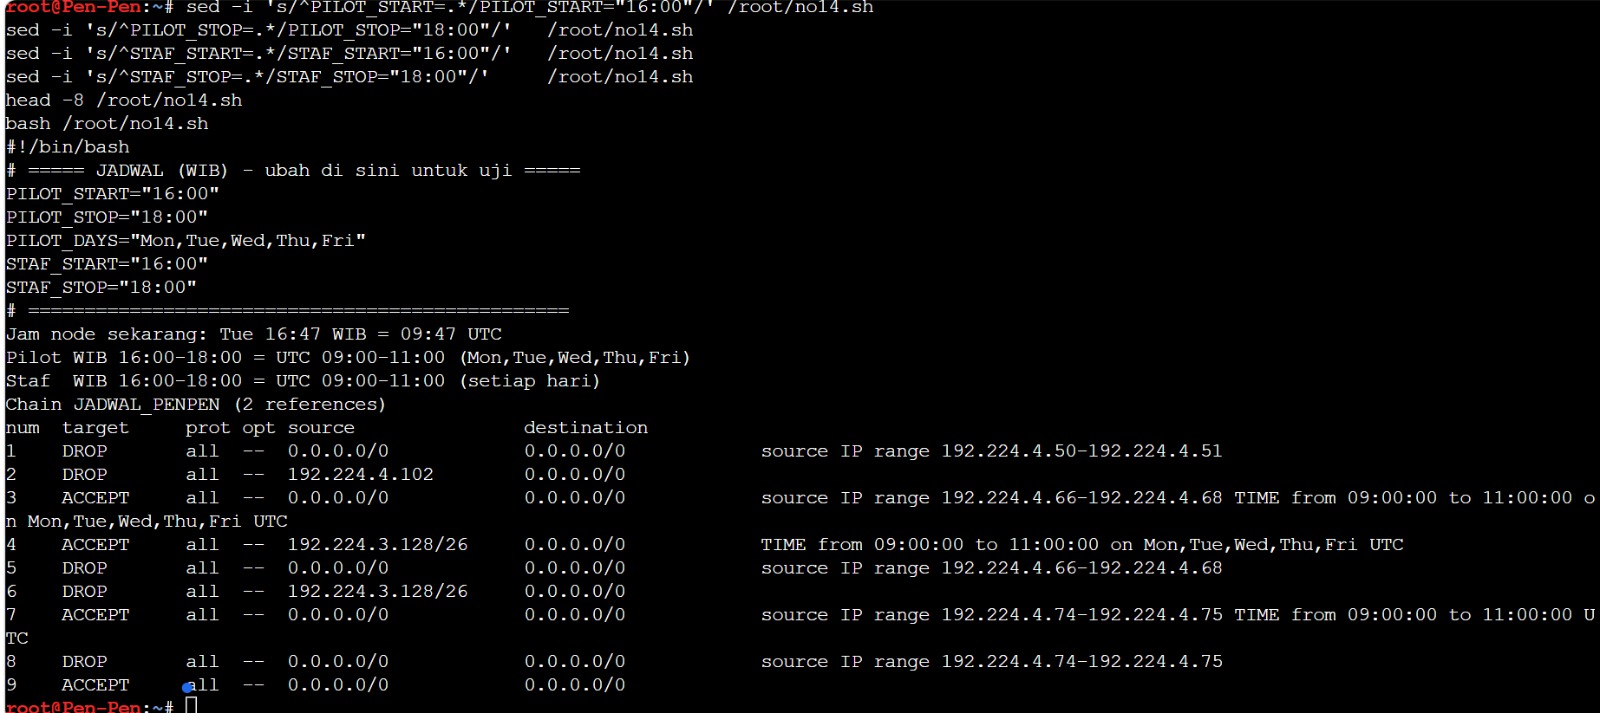 root@Pen-Pen:~# sed -i 's/^PILOT_START=.*/PILOT_START="16:00"/' /root/no14.sh
sed -i 's/^PILOT_STOP=.*/PILOT_STOP="18:00"/'   /root/no14.sh
sed -i 's/^STAF_START=.*/STAF_START="16:00"/'   /root/no14.sh
sed -i 's/^STAF_STOP=.*/STAF_STOP="18:00"/'     /root/no14.sh
head -8 /root/no14.sh
bash /root/no14.sh
#!/bin/bash
# ===== JADWAL (WIB) - ubah di sini untuk uji =====
PILOT_START="16:00"
PILOT_STOP="18:00"
PILOT_DAYS="Mon,Tue,Wed,Thu,Fri"
STAF_START="16:00"
STAF_STOP="18:00"
# ================================================
Jam node sekarang: Tue 16:47 WIB = 09:47 UTC
Pilot WIB 16:00-18:00 = UTC 09:00-11:00 (Mon,Tue,Wed,Thu,Fri)
Staf  WIB 16:00-18:00 = UTC 09:00-11:00 (setiap hari)
Chain JADWAL_PENPEN (2 references)
num  target     prot opt source               destination
1    DROP       all  --  0.0.0.0/0            0.0.0.0/0            source IP range 192.224.4.50-192.224.4.51
2    DROP       all  --  192.224.4.102        0.0.0.0/0
3    ACCEPT     all  --  0.0.0.0/0            0.0.0.0/0            source IP range 192.224.4.66-192.224.4.68 TIME from 09:00:00 to 11:00:00 o
n Mon,Tue,Wed,Thu,Fri UTC
4    ACCEPT     all  --  192.224.3.128/26     0.0.0.0/0            TIME from 09:00:00 to 11:00:00 on Mon,Tue,Wed,Thu,Fri UTC
5    DROP       all  --  0.0.0.0/0            0.0.0.0/0            source IP range 192.224.4.66-192.224.4.68
6    DROP       all  --  192.224.3.128/26     0.0.0.0/0
7    ACCEPT     all  --  0.0.0.0/0            0.0.0.0/0            source IP range 192.224.4.74-192.224.4.75 TIME from 09:00:00 to 11:00:00 U
TC
8    DROP       all  --  0.0.0.0/0            0.0.0.0/0            source IP range 192.224.4.74-192.224.4.75
9    ACCEPT     all  --  0.0.0.0/0            0.0.0.0/0
root@Pen-Pen:~#